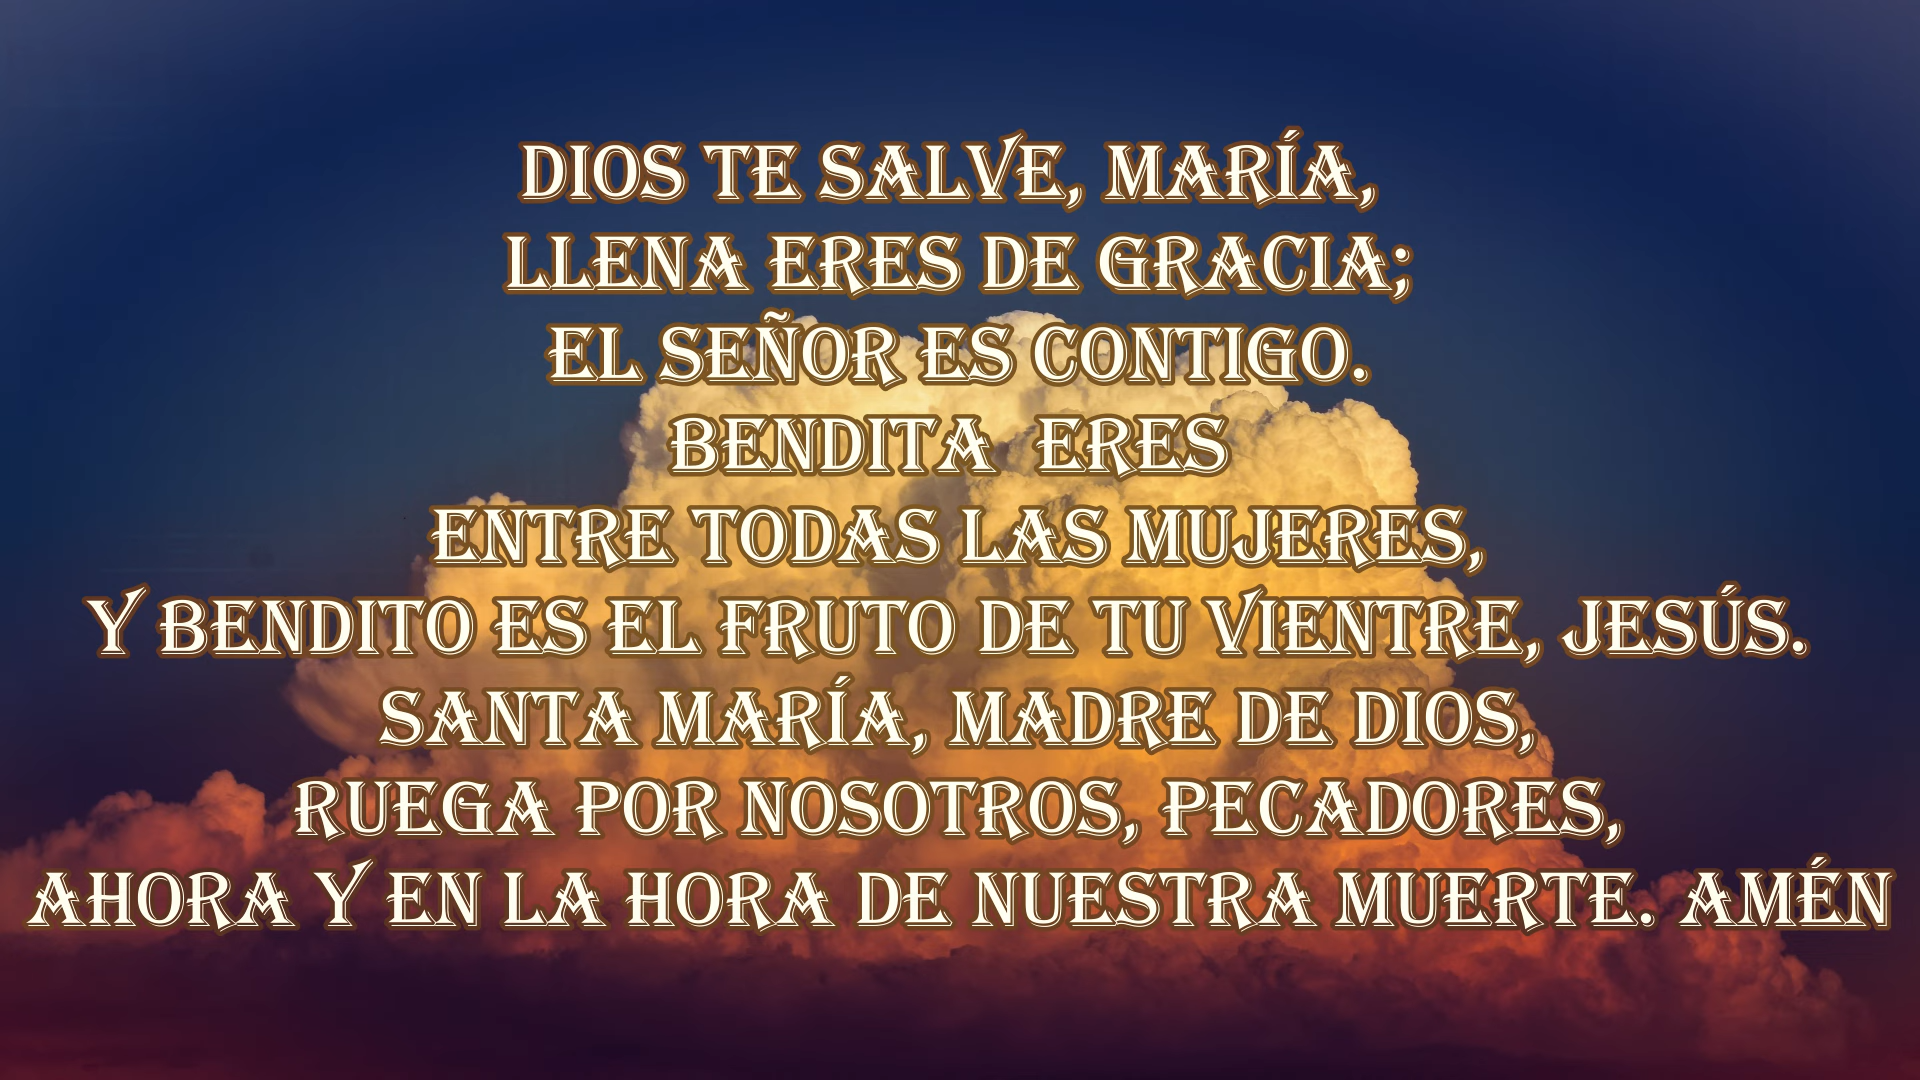 DIOS TE SALVE, MARÍA,
LLENA ERES DE GRACIA;
EL SEÑOR ES CONTIGO.
BENDITA  ERES
ENTRE TODAS LAS MUJERES,
Y BENDITO ES EL FRUTO DE TU VIENTRE, JESÚS.
SANTA MARÍA, MADRE DE DIOS,
RUEGA POR NOSOTROS, PECADORES,
AHORA Y EN LA HORA DE NUESTRA MUERTE. AMÉN